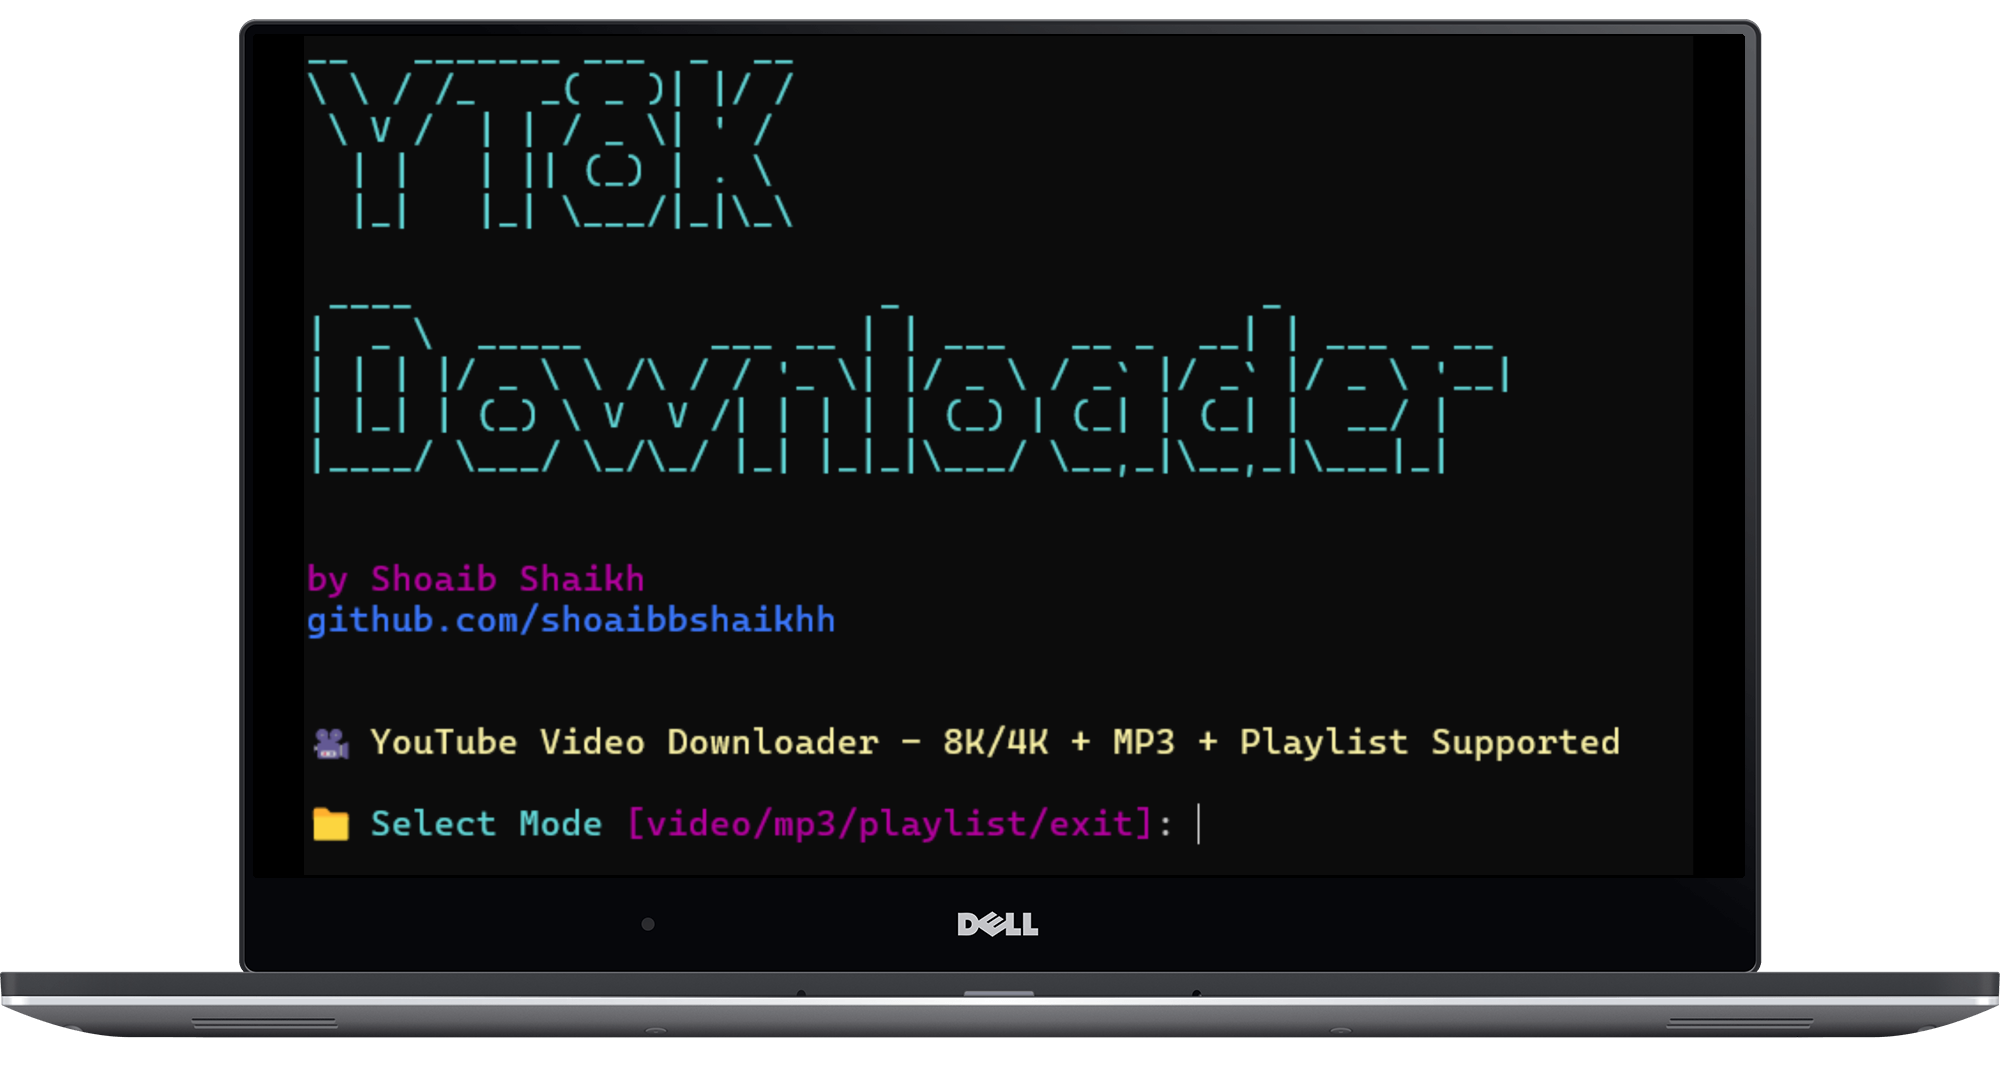 YT8K
Downloader
by Shoaib Shaikh
github.com/shoaibbshaikhh
YouTube Video Downloader - 8K/4K + MP3 + Playlist Supported
Select Mode [video/mp3/playlist/exit]:
DELL